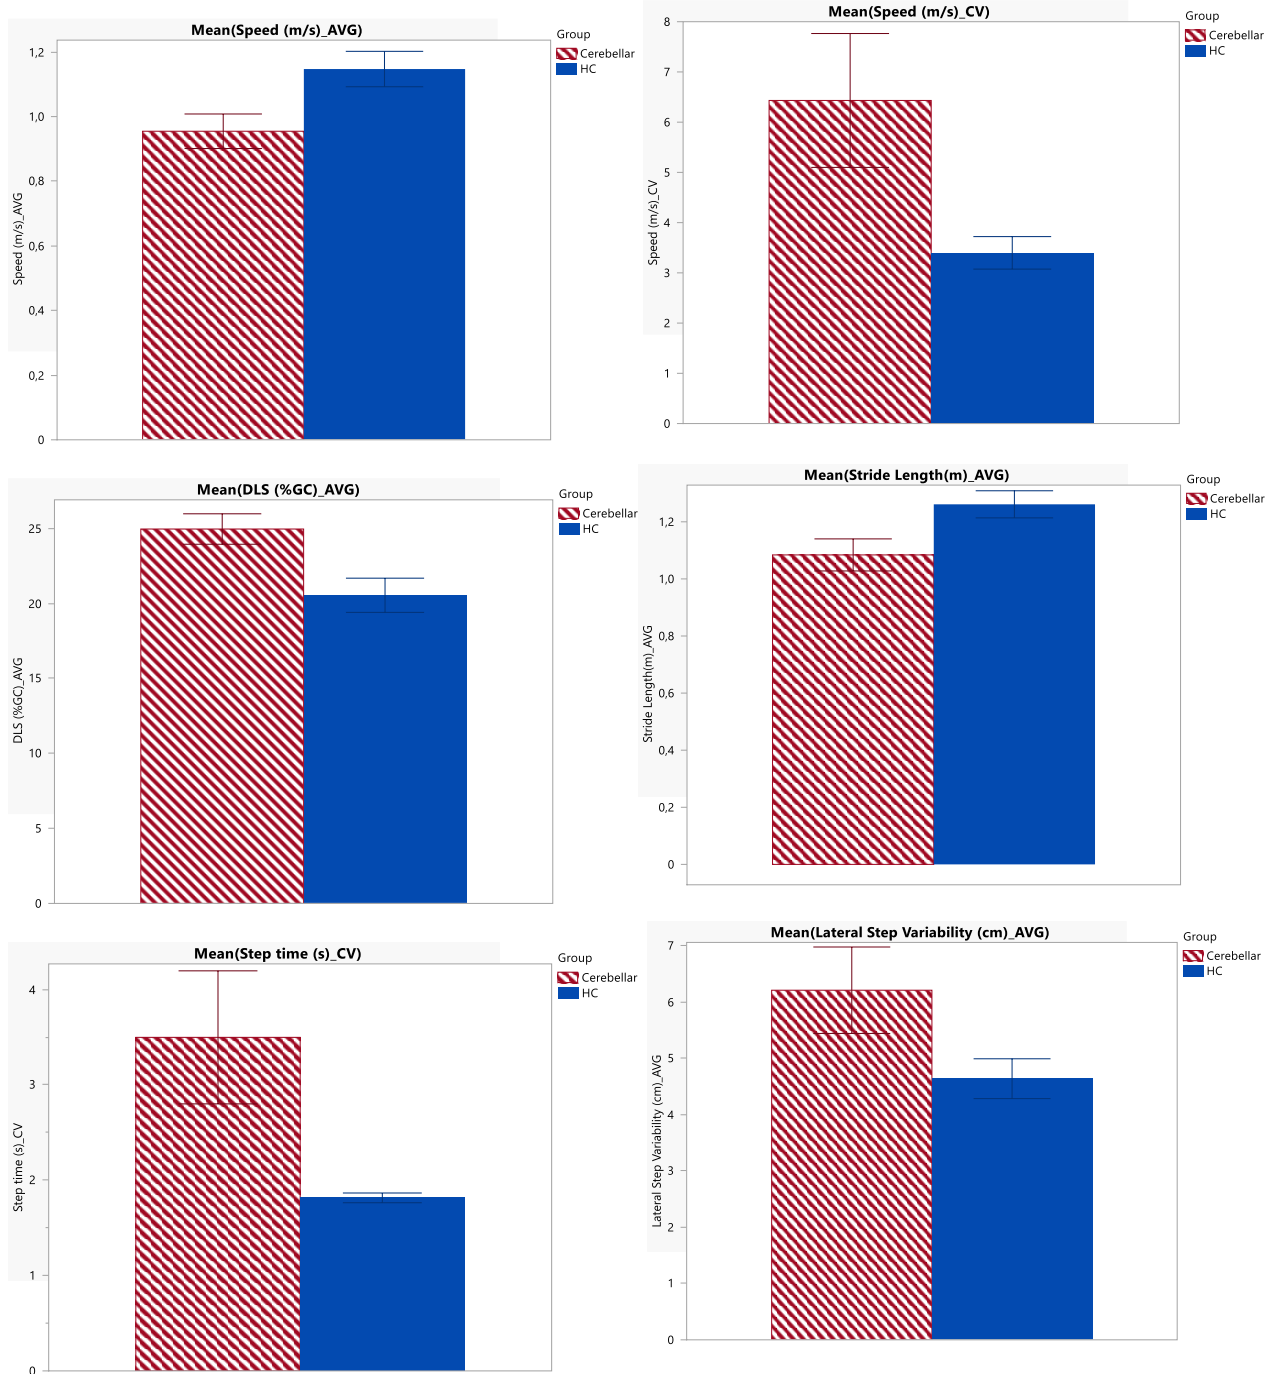 Mean(Speed (m/s)_AVG)
Group
Cerebellar
HC
1,2
1,0
0,8
0,6
0,4
0,2
0
Speed (m/s)_AVG
Mean(Speed (m/s)_CV)
Group
Cerebellar
HC
8
7
6
5
4
3
2
1
0
Speed (m/s)_CV
Mean(DLS (%GC)_AVG)
Group
Cerebellar
HC
25
20
15
10
5
0
DLS (%GC)_AVG
Mean(Stride Length(m)_AVG)
Group
Cerebellar
HC
1,2
1,0
0,8
0,6
0,4
0,2
0
Stride Length(m)_AVG
Mean(Step time (s)_CV)
Group
Cerebellar
HC
4
3
2
1
0
Step time (s)_CV
Mean(Lateral Step Variability (cm)_AVG)
Group
Cerebellar
HC
7
6
5
4
3
2
1
0
Lateral Step Variability (cm)_AVG